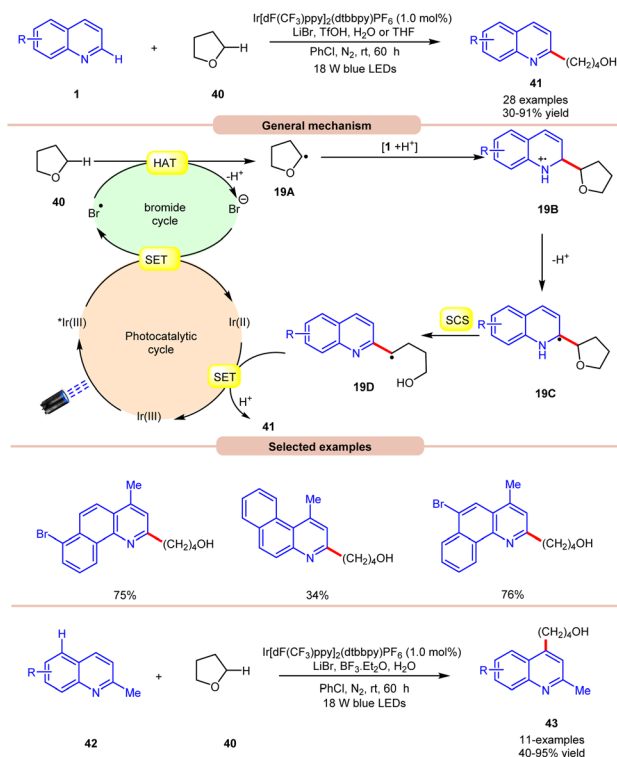 Ir[dF(CF3)ppy]2(dtbbpy)PF6 (1.0 mol%)
LiBr, TfOH, H2O or THF
PhCl, N2, rt, 60 h
18 W blue LEDs
R
N
H
+
O
H
R
N
(CH2)4OH
1
40
41
28 examples
30-91% yield
General mechanism
O
H
HAT
-H+
O
•
[1 +H+]
R
+•
N
H
O
40
19A
19B
Br•
bromide
cycle
Br⊖
SET
-H+
*Ir(III)
Ir(II)
Photocatalytic
cycle
SET
H+
Ir(III)
41
R
N
•
HO
19D
SCS
R
N
H
•
O
19C
Selected examples
Br
Me
N
(CH2)4OH
Me
N
(CH2)4OH
Br
Me
N
(CH2)4OH
75%
34%
76%
H
R
N
Me
+
O
H
Ir[dF(CF3)ppy]2(dtbbpy)PF6 (1.0 mol%)
LiBr, BF3.Et2O, H2O
PhCl, N2, rt, 60 h
18 W blue LEDs
(CH2)4OH
R
N
Me
42
40
43
11-examples
40-95% yield